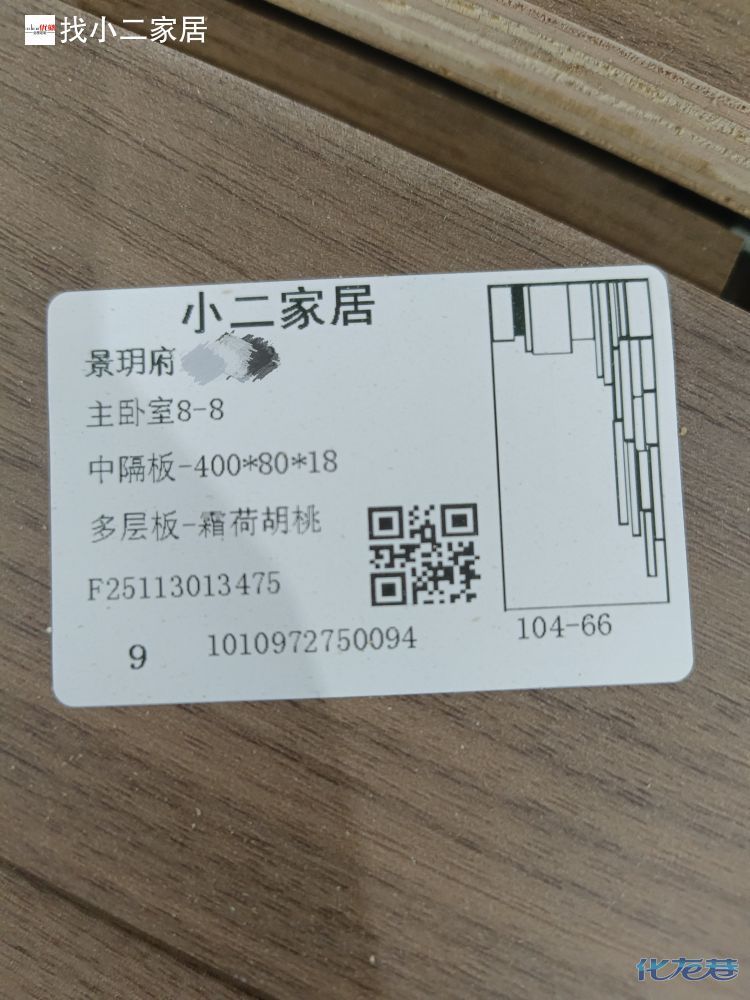 找小二家居
小二家居
景玥府
主卧室8-8
中隔板-400*80*18
多层板-霜荷胡桃
F25113013475
9 1010972750094
104-66
化龙巷